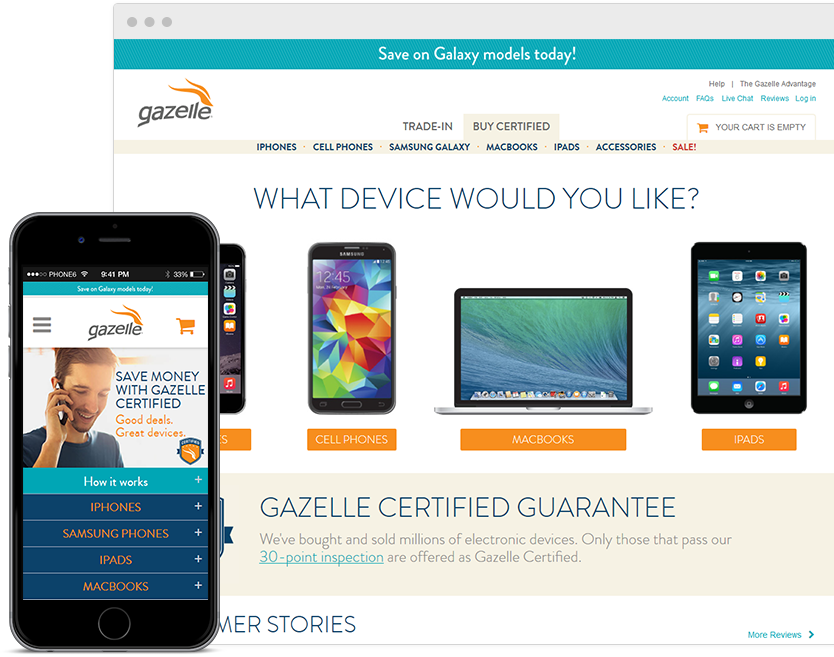 Save on Galaxy models today!
Help | The Gazelle Advantage
gazelle
Account FAQs Live Chat Reviews Log in
TRADE-IN BUY CERTIFIED
YOUR CART IS EMPTY
IPHONES · CELL PHONES · SAMSUNG GALAXY · MACBOOKS · IPADS · ACCESSORIES · SALE!
WHAT DEVICE WOULD YOU LIKE?
SAMSUNG
12:45
ES
CELL PHONES
MACBOOKS
IPADS
GAZELLE CERTIFIED GUARANTEE
We've bought and sold millions of electronic devices. Only those that pass our
30-point inspection are offered as Gazelle Certified.
MER STORIES
More Reviews
PHONE6 9:41 PM 33%
Save on Galaxy models today!
gazelle
SAVE MONEY
WITH GAZELLE
CERTIFIED
Good deals.
Great devices.
CERTIFIED
How it works +
IPHONES +
SAMSUNG PHONES +
IPADS +
MACBOOKS +